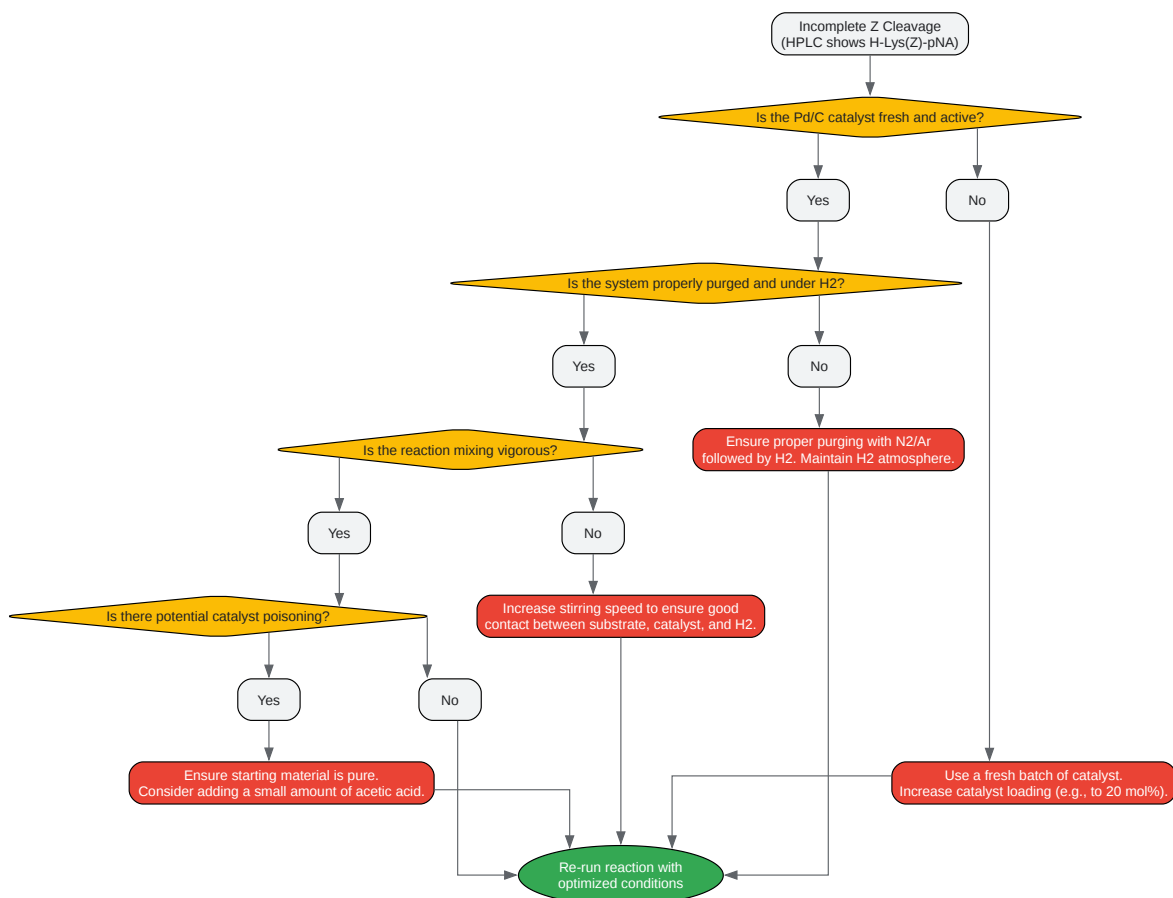 Incomplete Z Cleavage
(HPLC shows H-Lys(Z)-pNA)
Is the Pd/C catalyst fresh and active?
Yes
No
Is the system properly purged and under H2?
Yes
No
Is the reaction mixing vigorous?
Ensure proper purging with N2/Ar
followed by H2. Maintain H2 atmosphere.
Yes
No
Is there potential catalyst poisoning?
Increase stirring speed to ensure good
contact between substrate, catalyst, and H2.
Yes
No
Ensure starting material is pure.
Consider adding a small amount of acetic acid.
Use a fresh batch of catalyst.
Increase catalyst loading (e.g., to 20 mol%).
Re-run reaction with
optimized conditions